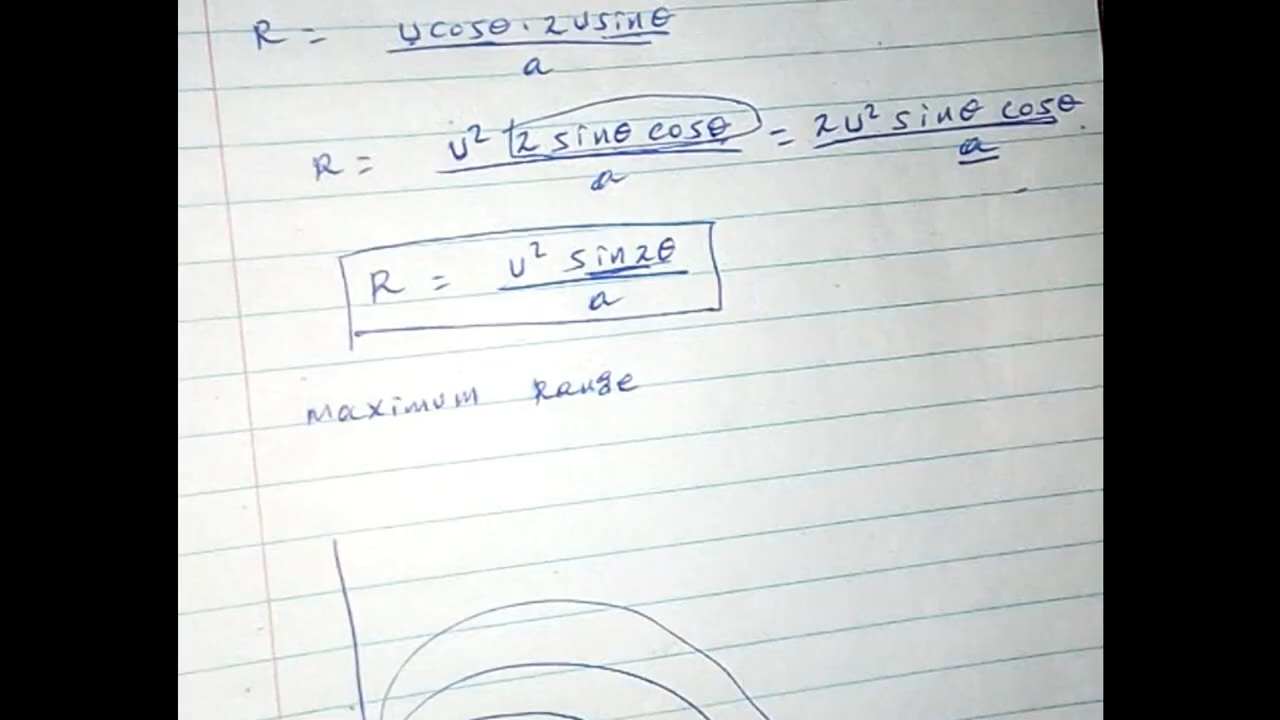 R = ucosθ . 2usinθ / a
R = u² 2 sinθ cosθ / a = 2u² sinθ cosθ / a
R = u² sin2θ / a
Maximum Range